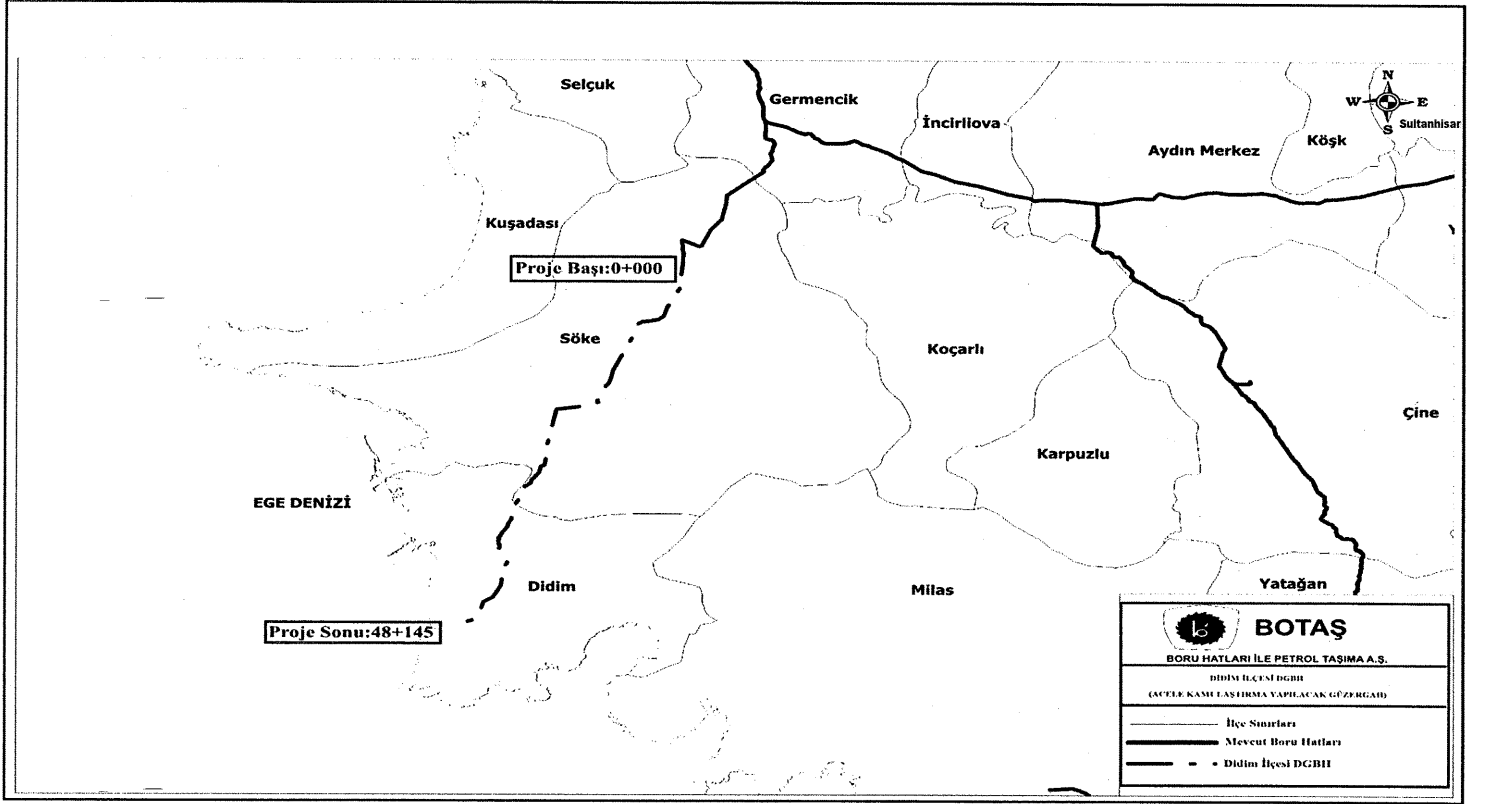 Selçuk
Germencik
İncirliova
N
W E
S
Sultanhisar
Köşk
Aydın Merkez
Kuşadası
Proje Başı:0+000
Söke
Koçarlı
Çine
Karpuzlu
EGE DENİZİ
Didim
Milas
Yatağan
Proje Sonu:48+145
BOTAŞ
BORU HATLARI İLE PETROL TAŞIMA A.Ş.
DİDİM İLÇESİ DGBH
(ACELE KAMULAŞTIRMA YAPILACAK GÜZERGAH)
İlçe Sınırları
Mevcut Boru Hatları
Didim İlçesi DGBH